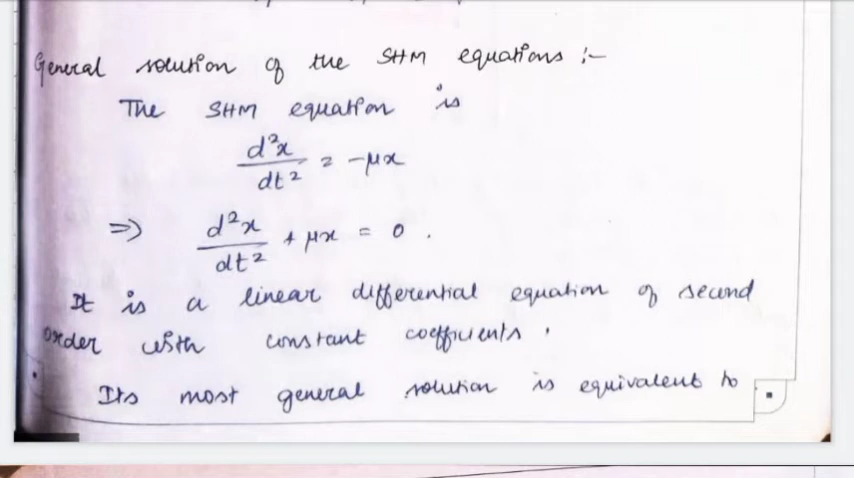 General solution of the SHM equations :-
The SHM equation is
d²x/dt² = -μx
⇒ d²x/dt² + μx = 0.
It is a linear differential equation of second
order with constant coefficients.
Its most general solution is equivalent to